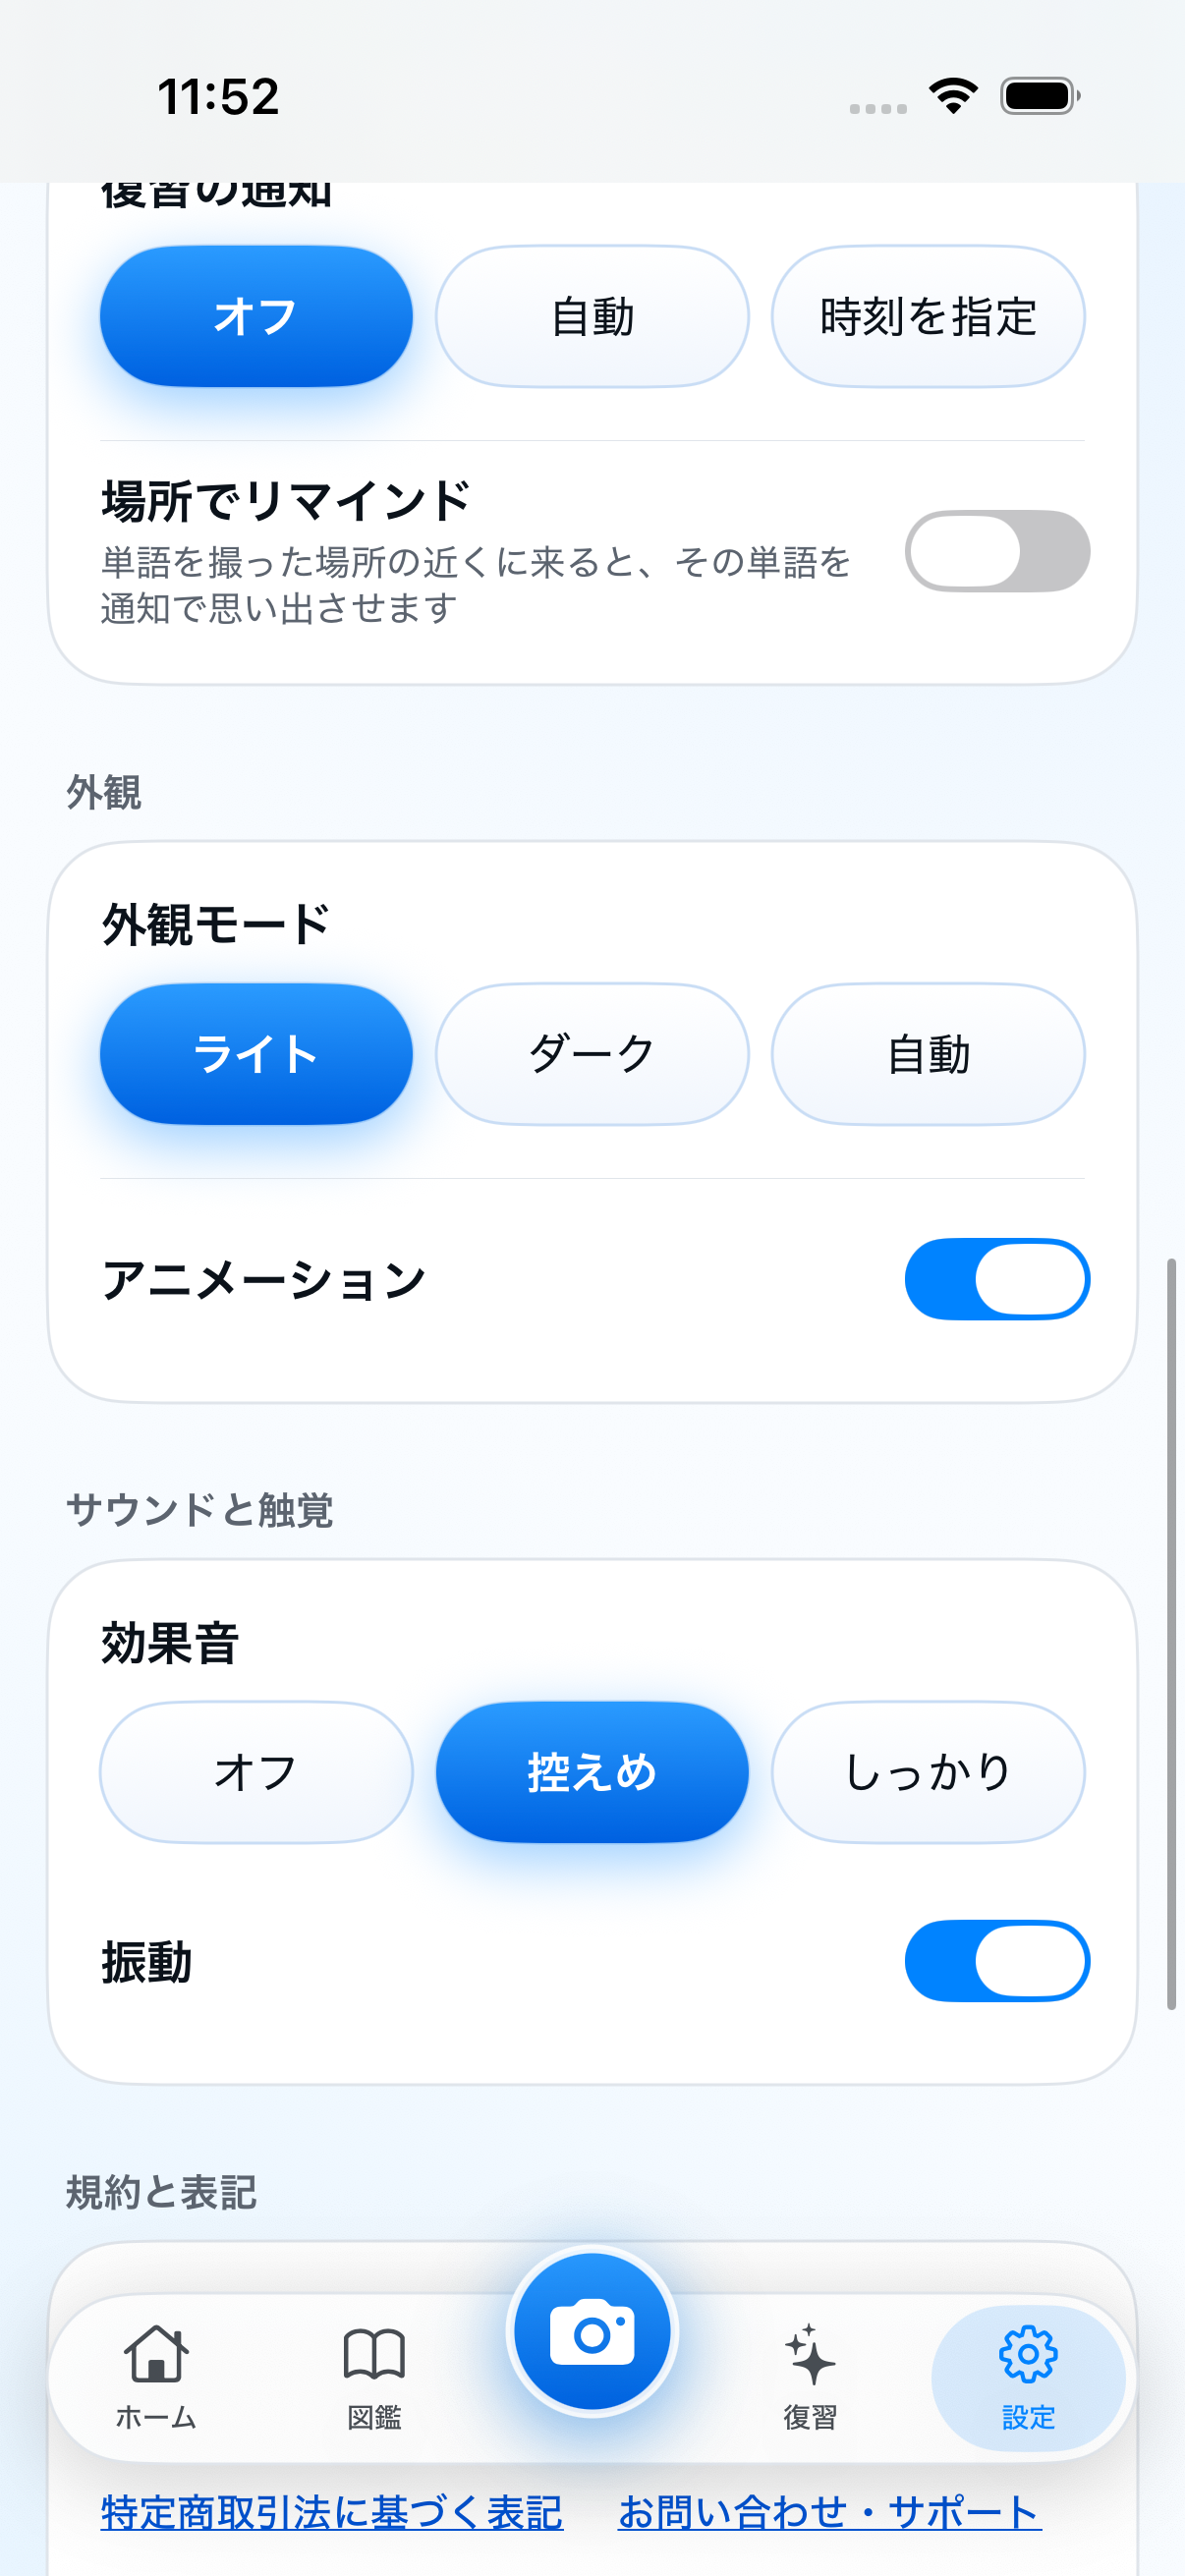 11:52
復習の通知
オフ
自動
時刻を指定
場所でリマインド
単語を撮った場所の近くに来ると、その単語を
通知で思い出させます
外観
外観モード
ライト
ダーク
自動
アニメーション
サウンドと触覚
効果音
オフ
控えめ
しっかり
振動
規約と表記
ホーム
図鑑
復習
設定
特定商取引法に基づく表記
お問い合わせ・サポート